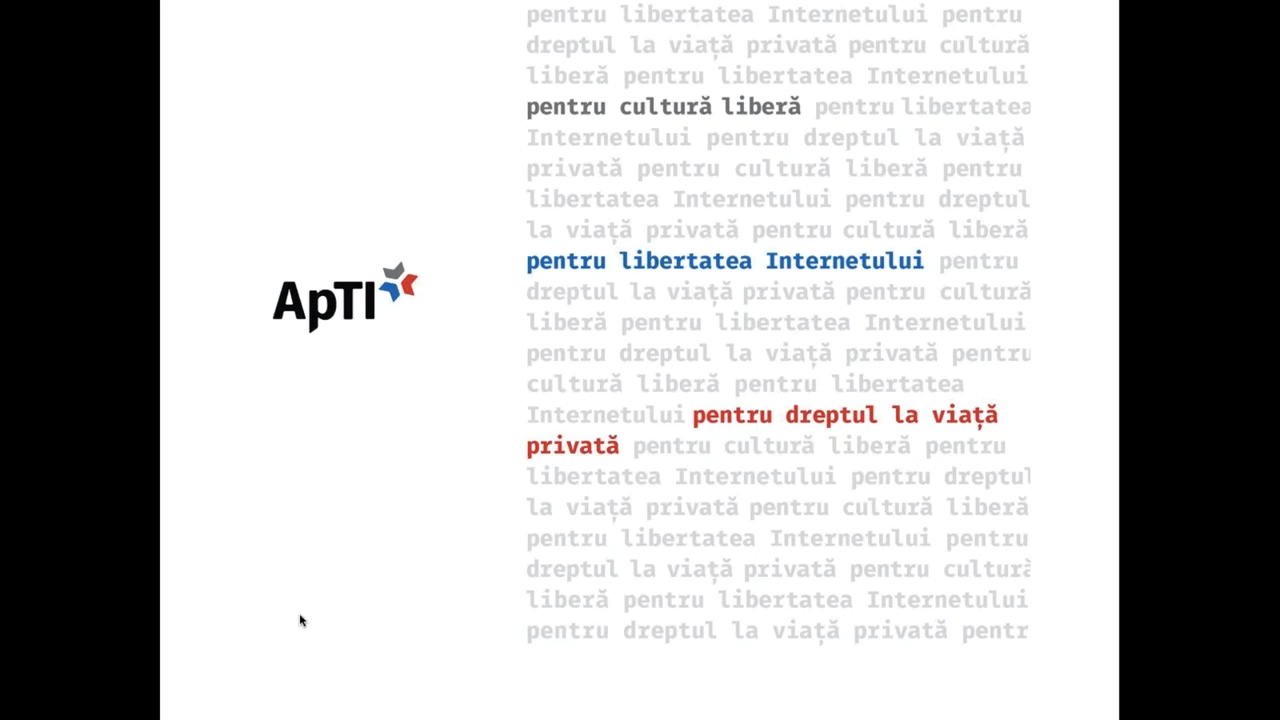 pentru libertatea Internetului pentru
dreptul la viață privată pentru cultură
liberă pentru libertatea Internetului
pentru cultură liberă pentru libertatea
Internetului pentru dreptul la viață
privată pentru cultură liberă pentru
libertatea Internetului pentru dreptul
la viață privată pentru cultură liberă
pentru libertatea Internetului pentru
dreptul la viață privată pentru cultură
liberă pentru libertatea Internetului
pentru dreptul la viață privată pentru
cultură liberă pentru libertatea
Internetului pentru dreptul la viață
privată pentru cultură liberă pentru
libertatea Internetului pentru dreptul
la viață privată pentru cultură liberă
pentru libertatea Internetului pentru
dreptul la viață privată pentru cultură
liberă pentru libertatea Internetului
pentru dreptul la viață privată pentr
ApTI